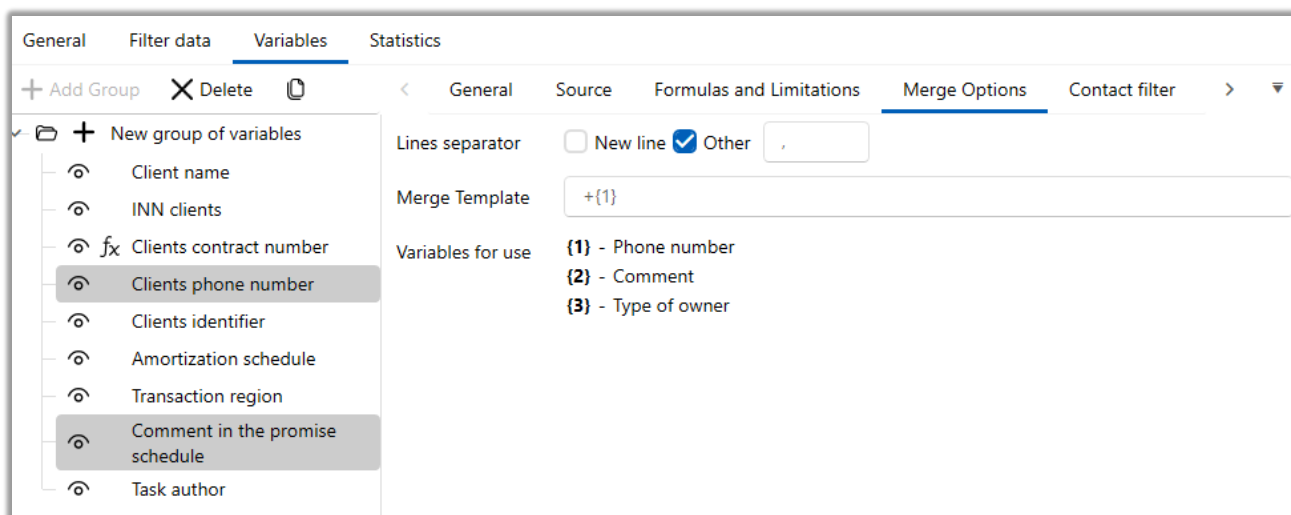 General Filter data Variables Statistics
Add Group Delete
General Source Formulas and Limitations Merge Options Contact filter
New group of variables
Client name
INN clients
fx Clients contract number
Clients phone number
Clients identifier
Amortization schedule
Transaction region
Comment in the promise
schedule
Task author
Lines separator New line Other ,
Merge Template +{1}
Variables for use {1} - Phone number
{2} - Comment
{3} - Type of owner